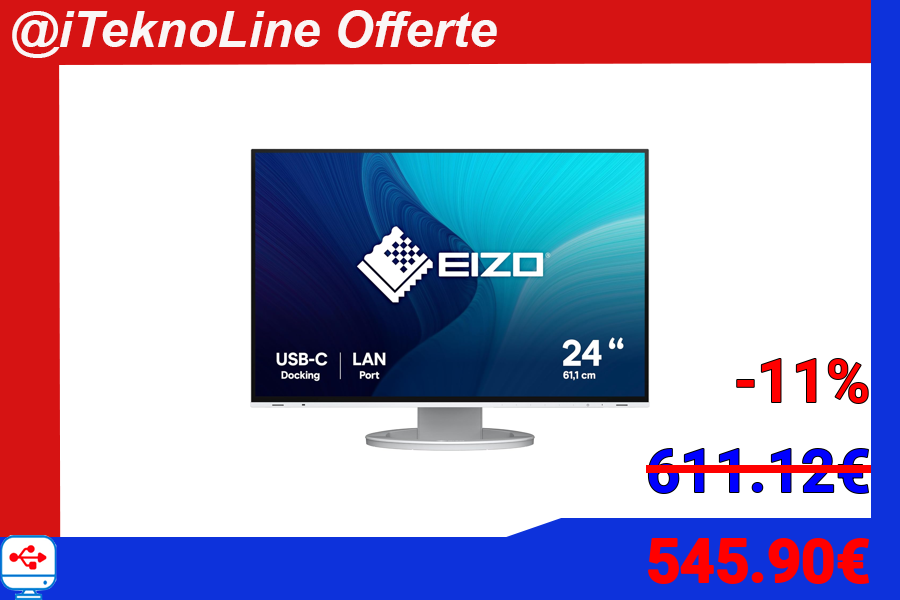 @iTeknoLine Offerte
EIZO
USB-C
Docking
LAN
Port
24“
61,1 cm
-11%
611.12€
545.90€